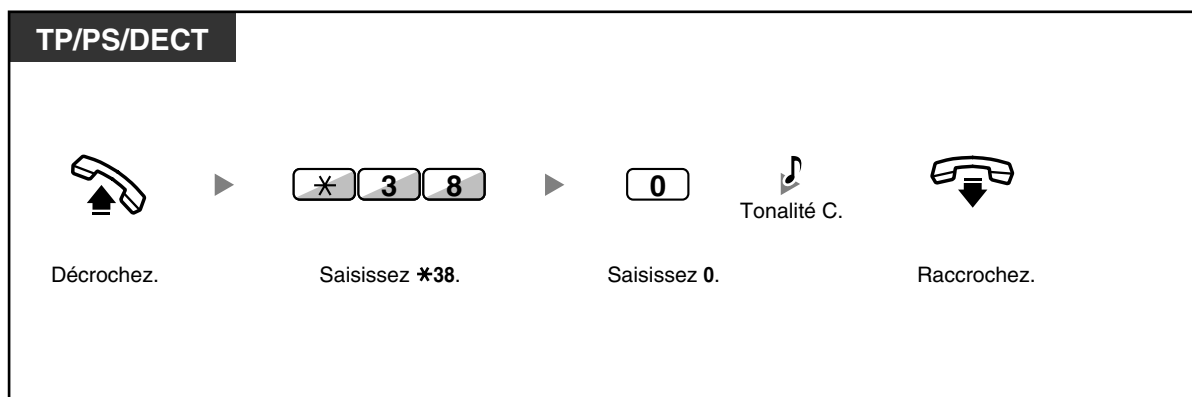 TP/PS/DECT
* 3 8 0
Tonalité C.
Décrochez. Saisissez *38. Saisissez 0. Raccrochez.